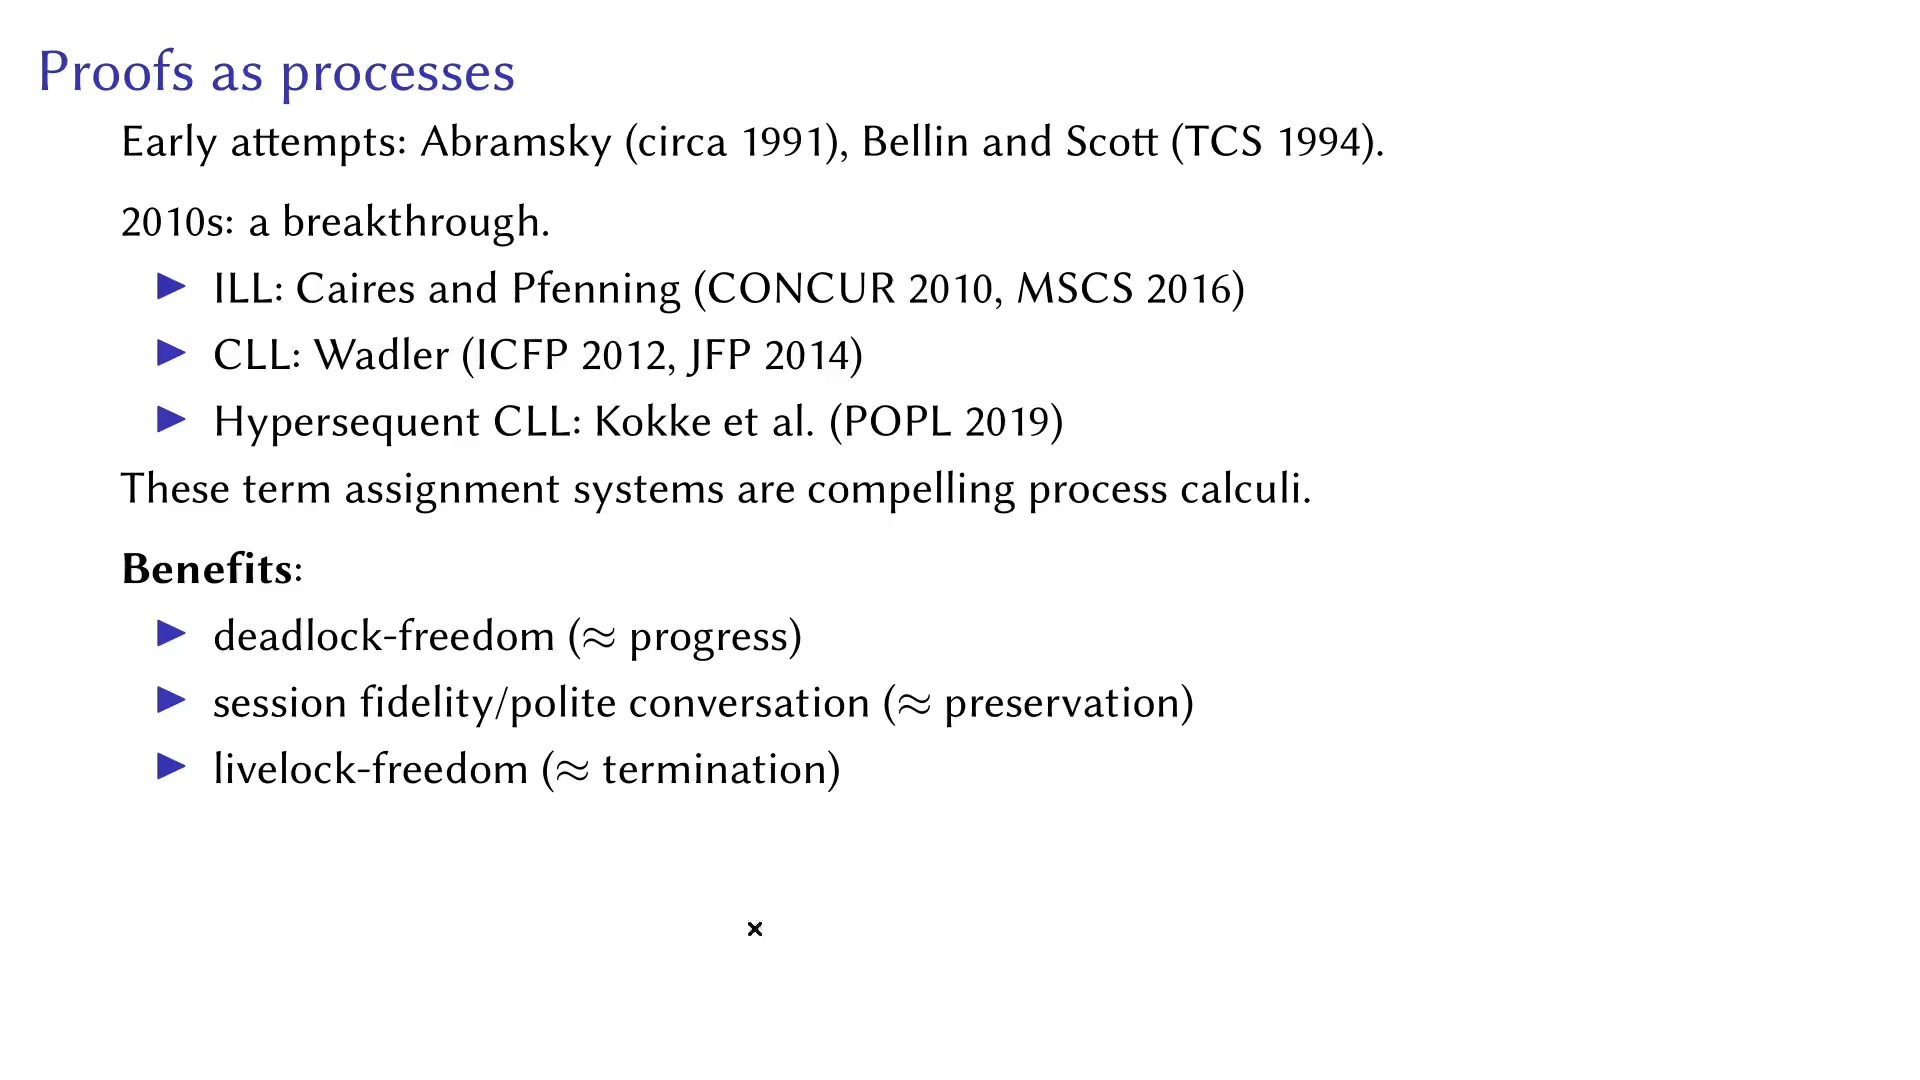 Proofs as processes
Early attempts: Abramsky (circa 1991), Bellin and Scott (TCS 1994).
2010s: a breakthrough.
▶ ILL: Caires and Pfenning (CONCUR 2010, MSCS 2016)
▶ CLL: Wadler (ICFP 2012, JFP 2014)
▶ Hypersequent CLL: Kokke et al. (POPL 2019)
These term assignment systems are compelling process calculi.
Benefits:
▶ deadlock-freedom (≈ progress)
▶ session fidelity/polite conversation (≈ preservation)
▶ livelock-freedom (≈ termination)